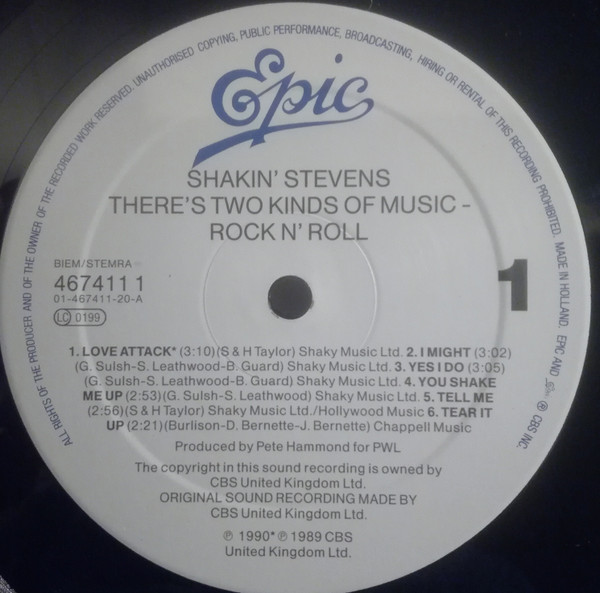 ALL RIGHTS OF THE PRODUCER AND OF THE OWNER OF THE RECORDED WORK RESERVED. UNAUTHORISED COPYING, PUBLIC PERFORMANCE, BROADCASTING, HIRING OR RENTAL OF THIS RECORDING PROHIBITED. MADE IN HOLLAND. EPIC AND
℗ CBS INC.
Epic
SHAKIN' STEVENS
THERE'S TWO KINDS OF MUSIC -
ROCK N' ROLL
BIEM/STEMRA
467411 1
01-467411-20-A
LC 0199
1
1. LOVE ATTACK* (3:10)(S & H Taylor) Shaky Music Ltd. 2. I MIGHT (3:02)
(G. Sulsh-S. Leathwood-B. Guard) Shaky Music Ltd. 3. YES I DO (3:05)
(G. Sulsh-S. Leathwood-B. Guard) Shaky Music Ltd. 4. YOU SHAKE
ME UP (2:53)(G. Sulsh-S. Leathwood) Shaky Music Ltd. 5. TELL ME
(2:56)(S & H Taylor) Shaky Music Ltd./Hollywood Music 6. TEAR IT
UP (2:21)(Burlison-D. Bernette-J. Bernette) Chappell Music
Produced by Pete Hammond for PWL
The copyright in this sound recording is owned by
CBS United Kingdom Ltd.
ORIGINAL SOUND RECORDING MADE BY
CBS United Kingdom Ltd.
℗ 1990* ℗ 1989 CBS
United Kingdom Ltd.